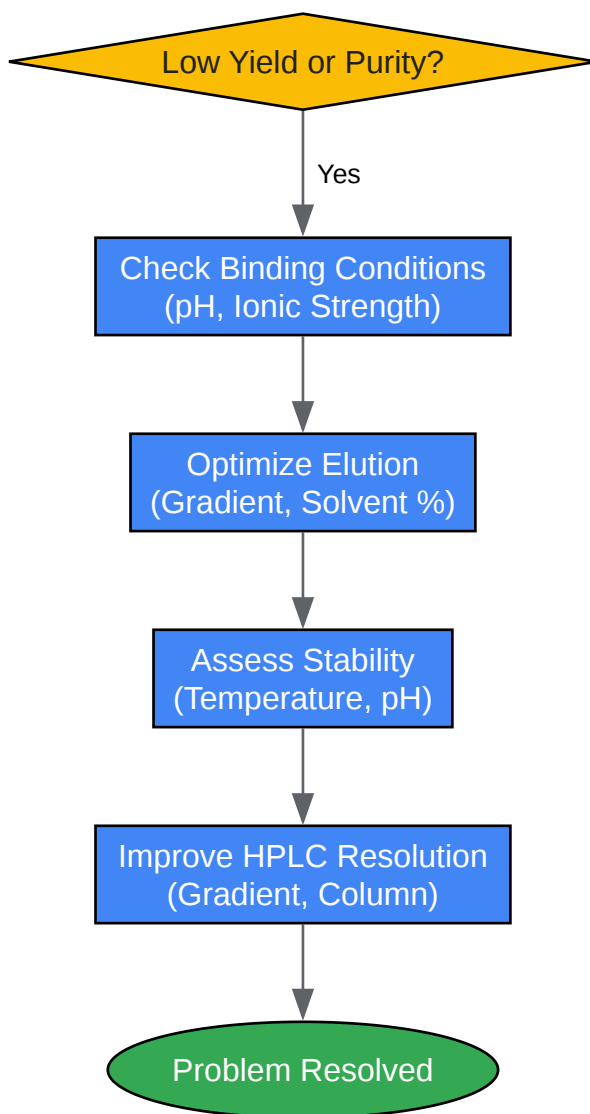 Low Yield or Purity?
Yes
Check Binding Conditions
(pH, Ionic Strength)
Optimize Elution
(Gradient, Solvent %)
Assess Stability
(Temperature, pH)
Improve HPLC Resolution
(Gradient, Column)
Problem Resolved